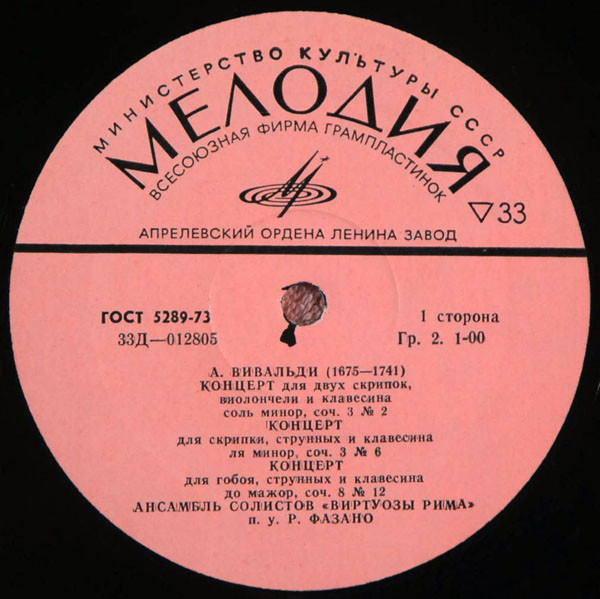 МИНИСТЕРСТВО КУЛЬТУРЫ СССР
МЕЛОДИЯ
ВСЕСОЮЗНАЯ ФИРМА ГРАМПЛАСТИНОК
▽33
АПРЕЛЕВСКИЙ ОРДЕНА ЛЕНИНА ЗАВОД
ГОСТ 5289-73
33Д—012805
1 сторона
Гр. 2. 1-00
А. ВИВАЛЬДИ (1675—1741)
КОНЦЕРТ для двух скрипок,
виолончели и клавесина
соль минор, соч. 3 № 2
КОНЦЕРТ
для скрипки, струнных и клавесина
ля минор, соч. 3 № 6
КОНЦЕРТ
для гобоя, струнных и клавесина
до мажор, соч. 8 № 12
АНСАМБЛЬ СОЛИСТОВ «ВИРТУОЗЫ РИМА»
п. у. Р. ФАЗАНО